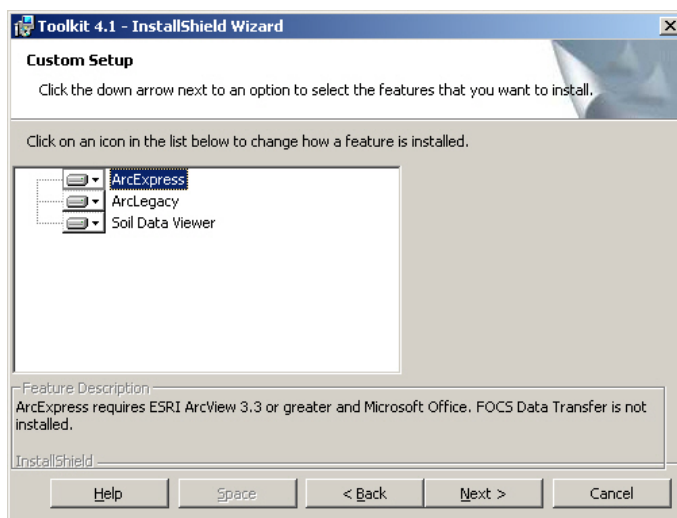 Toolkit 4.1 - InstallShield Wizard
Custom Setup
Click the down arrow next to an option to select the features that you want to install.
Click on an icon in the list below to change how a feature is installed.
ArcExpress
ArcLegacy
Soil Data Viewer
Feature Description
ArcExpress requires ESRI ArcView 3.3 or greater and Microsoft Office. FOCS Data Transfer is not
installed.
InstallShield
Help Space < Back Next > Cancel